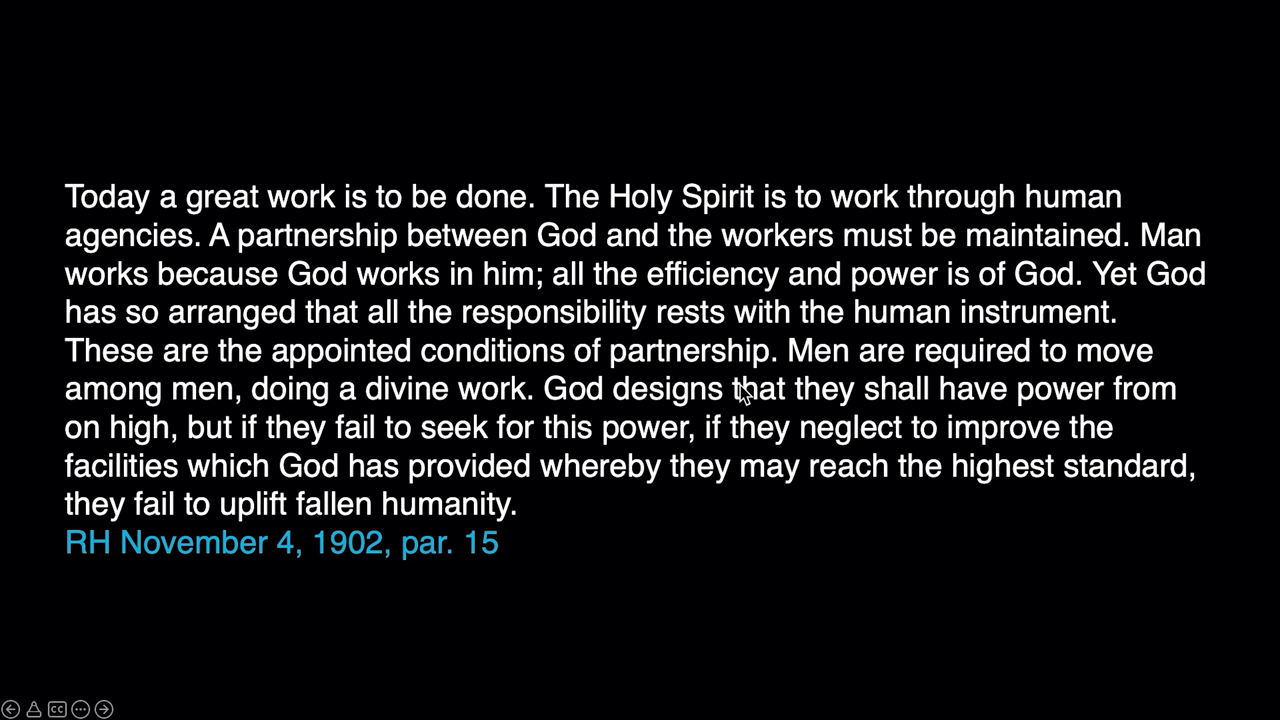 Today a great work is to be done. The Holy Spirit is to work through human
agencies. A partnership between God and the workers must be maintained. Man
works because God works in him; all the efficiency and power is of God. Yet God
has so arranged that all the responsibility rests with the human instrument.
These are the appointed conditions of partnership. Men are required to move
among men, doing a divine work. God designs that they shall have power from
on high, but if they fail to seek for this power, if they neglect to improve the
facilities which God has provided whereby they may reach the highest standard,
they fail to uplift fallen humanity.
RH November 4, 1902, par. 15
CC